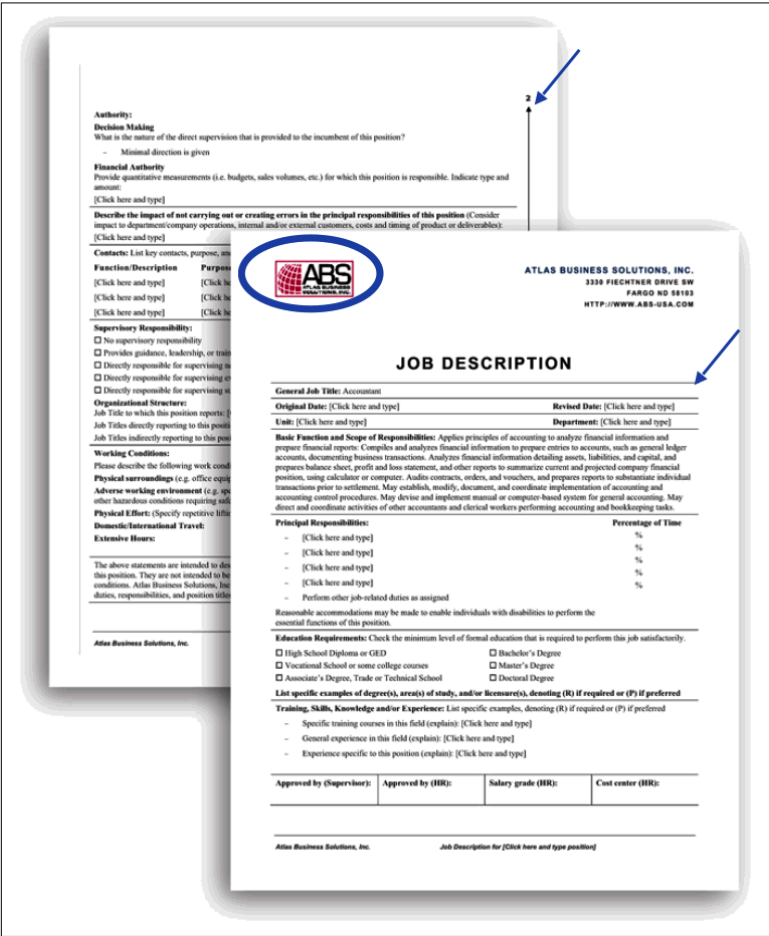 2
Authority:
Decision Making
What is the nature of the direct supervision that is provided to the incumbent of this position?
– Minimal direction is given
Financial Authority
Provide quantitative measurements (i.e. budgets, sales volumes, etc.) for which this position is responsible. Indicate type and
amount:
[Click here and type]
Describe the impact of not carrying out or creating errors in the principal responsibilities of this position (Consider
impact to department/company operations, internal and/or external customers, costs and timing of product or deliverables):
[Click here and type]
Contacts: List key contacts, purpose, an
Function/Description Purpos
[Click here and type] [Click h
[Click here and type] [Click h
[Click here and type] [Click h
Supervisory Responsibility:
☐ No supervisory responsibility
☐ Provides guidance, leadership, or train
☐ Directly responsible for supervising n
☐ Directly responsible for supervising e
☐ Directly responsible for supervising s
Organizational Structure:
Job Title to which this position reports: [
Job Titles directly reporting to this positi
Job Titles indirectly reporting to this pos
Working Conditions:
Please describe the following work cond
Physical surroundings (e.g. office equip
Adverse working environment (e.g. sp
other hazardous conditions requiring saf
Physical Effort: (Specify repetitive liftin
Domestic/International Travel:
Extensive Hours:
The above statements are intended to des
this position. They are not intended to be
conditions. Atlas Business Solutions, Inc
duties, responsibilities, and position title
Atlas Business Solutions, Inc.
ABS
ATLAS BUSINESS
SOLUTIONS, INC.
ATLAS BUSINESS SOLUTIONS, INC.
3330 FIECHTNER DRIVE SW
FARGO ND 58103
HTTP://WWW.ABS-USA.COM
JOB DESCRIPTION
General Job Title: Accountant
Original Date: [Click here and type] Revised Date: [Click here and type]
Unit: [Click here and type] Department: [Click here and type]
Basic Function and Scope of Responsibilities: Applies principles of accounting to analyze financial information and
prepare financial reports: Compiles and analyzes financial information to prepare entries to accounts, such as general ledger
accounts, documenting business transactions. Analyzes financial information detailing assets, liabilities, and capital, and
prepares balance sheet, profit and loss statement, and other reports to summarize current and projected company financial
position, using calculator or computer. Audits contracts, orders, and vouchers, and prepares reports to substantiate individual
transactions prior to settlement. May establish, modify, document, and coordinate implementation of accounting and
accounting control procedures. May devise and implement manual or computer-based system for general accounting. May
direct and coordinate activities of other accountants and clerical workers performing accounting and bookkeeping tasks.
Principal Responsibilities: Percentage of Time
– [Click here and type] %
– [Click here and type] %
– [Click here and type] %
– [Click here and type] %
– Perform other job-related duties as assigned %
Reasonable accommodations may be made to enable individuals with disabilities to perform the
essential functions of this position.
Education Requirements: Check the minimum level of formal education that is required to perform this job satisfactorily.
☐ High School Diploma or GED ☐ Bachelor's Degree
☐ Vocational School or some college courses ☐ Master's Degree
☐ Associate's Degree, Trade or Technical School ☐ Doctoral Degree
List specific examples of degree(s), area(s) of study, and/or licensure(s), denoting (R) if required or (P) if preferred
Training, Skills, Knowledge and/or Experience: List specific examples, denoting (R) if required or (P) if preferred
– Specific training courses in this field (explain): [Click here and type]
– General experience in this field (explain): [Click here and type]
– Experience specific to this position (explain): [Click here and type]
Approved by (Supervisor): Approved by (HR): Salary grade (HR): Cost center (HR):
Atlas Business Solutions, Inc. Job Description for [Click here and type position]